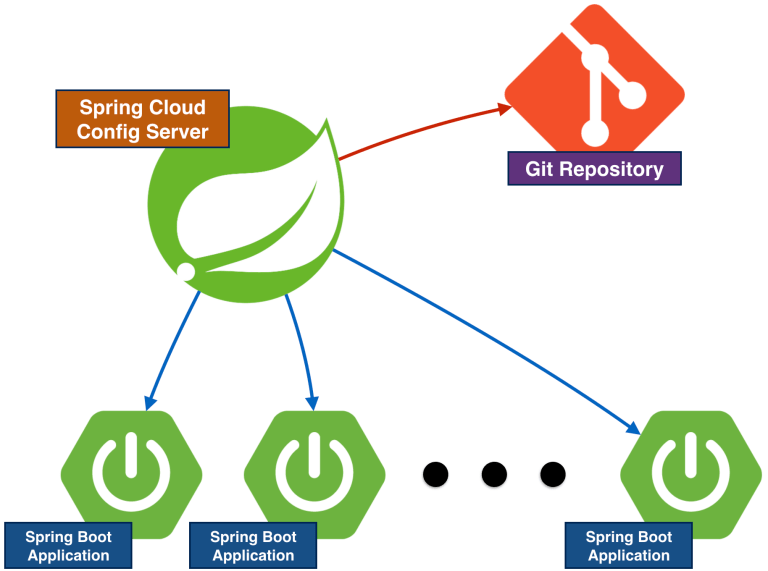 Spring Cloud
Config Server
Git Repository
Spring Boot
Application
Spring Boot
Application
Spring Boot
Application